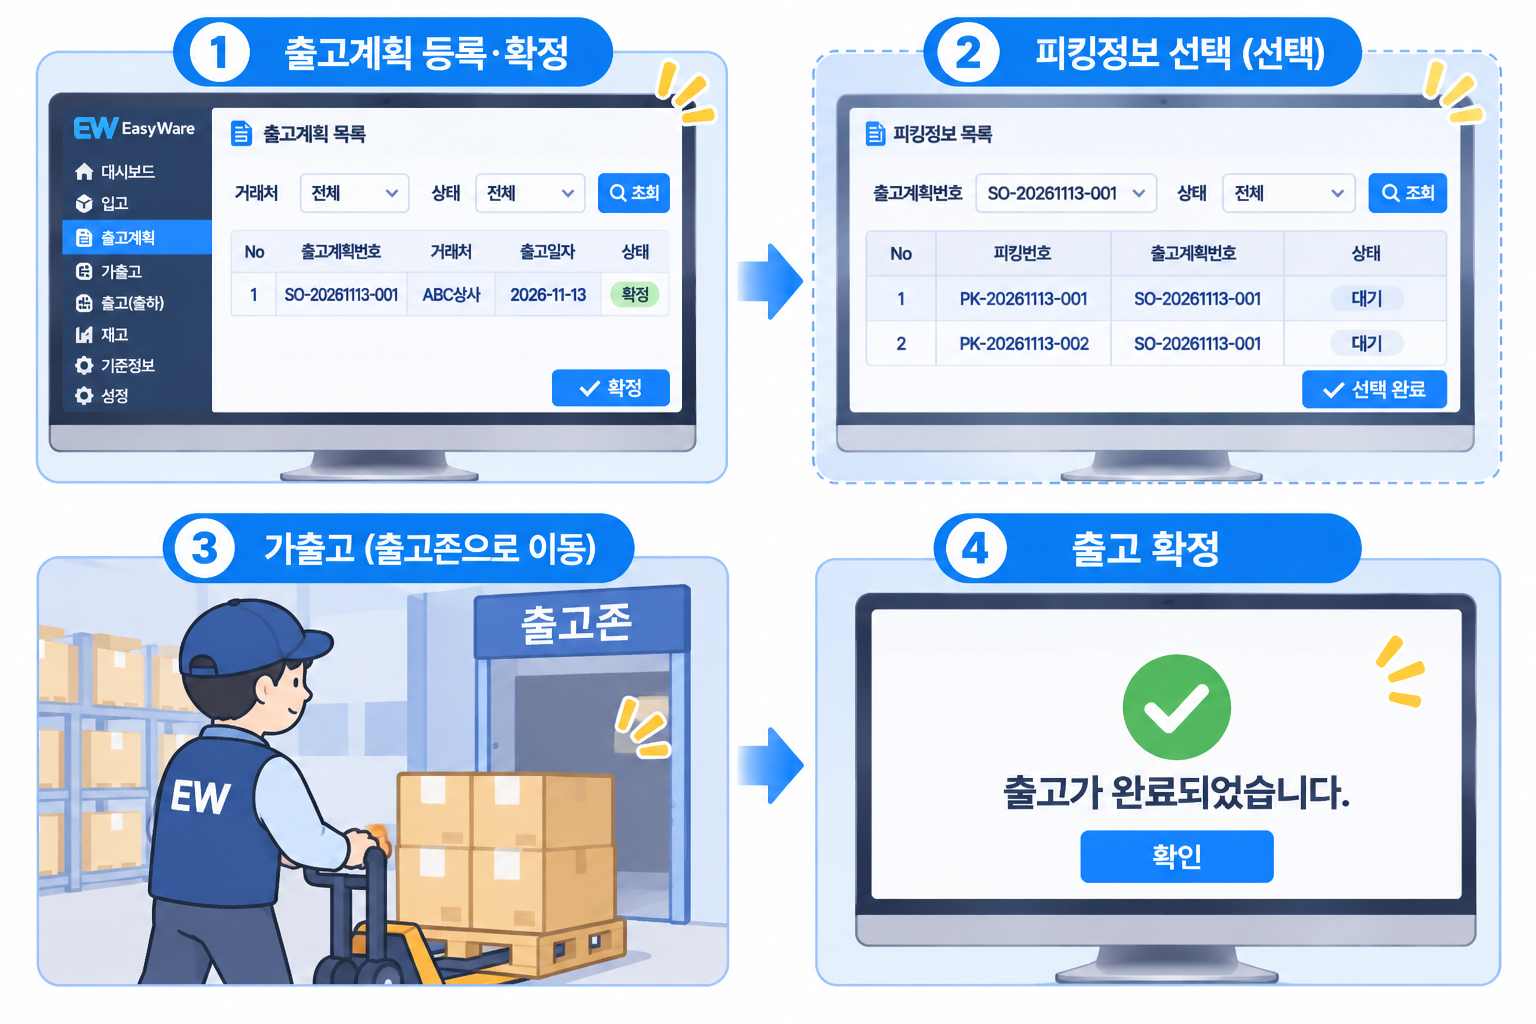 1 출고계획 등록·확정
EW EasyWare
대시보드
입고
출고계획
가출고
출고(출하)
재고
기준정보
성정
출고계획 목록
거래처 전체 상태 전체 조회
No 출고계획번호 거래처 출고일자 상태
1 SO-20261113-001 ABC상사 2026-11-13 확정
확정
2 피킹정보 선택 (선택)
피킹정보 목록
출고계획번호 SO-20261113-001 상태 전체 조회
No 피킹번호 출고계획번호 상태
1 PK-20261113-001 SO-20261113-001 대기
2 PK-20261113-002 SO-20261113-001 대기
선택 완료
3 가출고 (출고존으로 이동)
출고존
EW
4 출고 확정
출고가 완료되었습니다.
확인